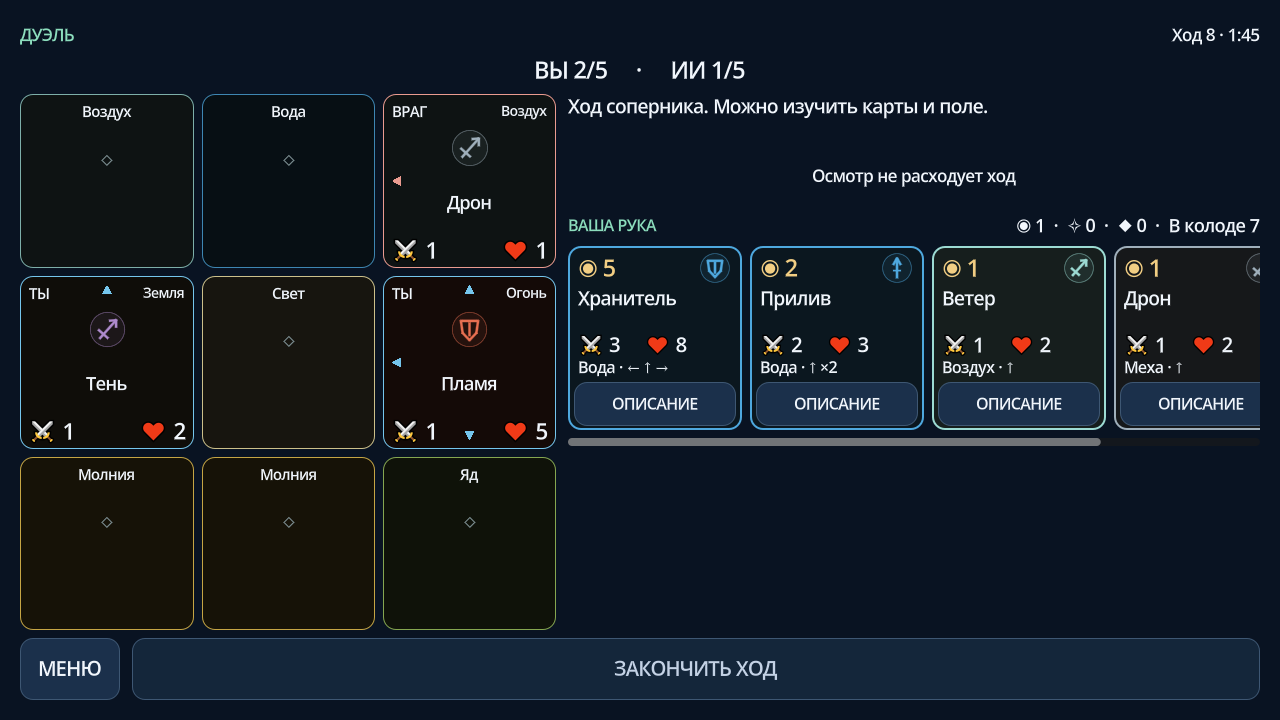 ДУЭЛЬ
Ход 8 · 1:45
ВЫ 2/5 · ИИ 1/5
Воздух
Вода
ВРАГ Воздух
Дрон
1 1
Ход соперника. Можно изучить карты и поле.
Осмотр не расходует ход
ВАША РУКА
1 · 0 · 0 · В колоде 7
ТЫ Земля
Тень
1 2
Свет
ТЫ Огонь
Пламя
1 5
5
Хранитель
3 8
Вода · ← ↑ →
ОПИСАНИЕ
2
Прилив
2 3
Вода · ↑ ×2
ОПИСАНИЕ
1
Ветер
1 2
Воздух · ↑
ОПИСАНИЕ
1
Дрон
1 2
Меха · ↑
ОПИСАНИЕ
Молния
Молния
Яд
МЕНЮ
ЗАКОНЧИТЬ ХОД